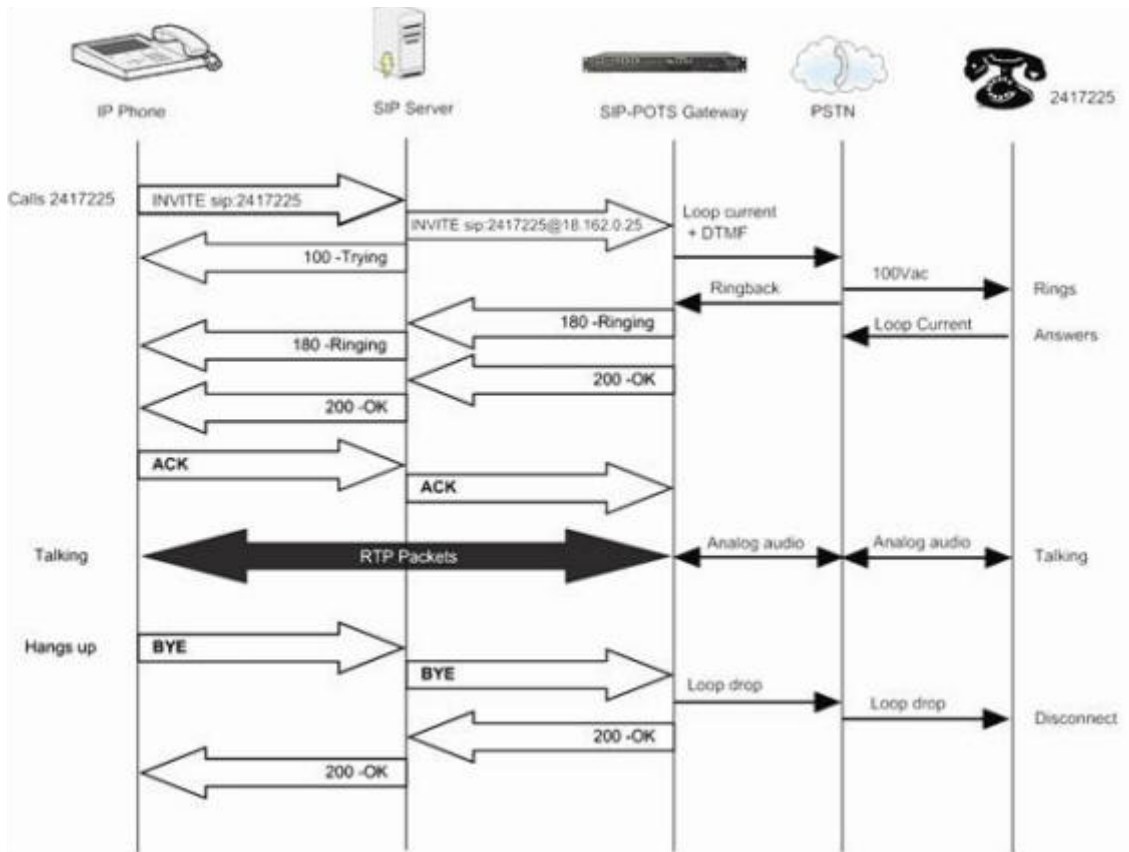 IP Phone
SIP Server
SIP-POTS Gateway
PSTN
2417225
Calls 2417225
INVITE sip:2417225
INVITE sip:2417225@18.162.0.25
Loop current
+ DTMF
100 -Trying
100Vac
Rings
Ringback
180 -Ringing
Loop Current
Answers
180 -Ringing
200 -OK
200 -OK
ACK
ACK
Talking
RTP Packets
Analog audio
Analog audio
Talking
Hangs up
BYE
BYE
Loop drop
Loop drop
Disconnect
200 -OK
200 -OK